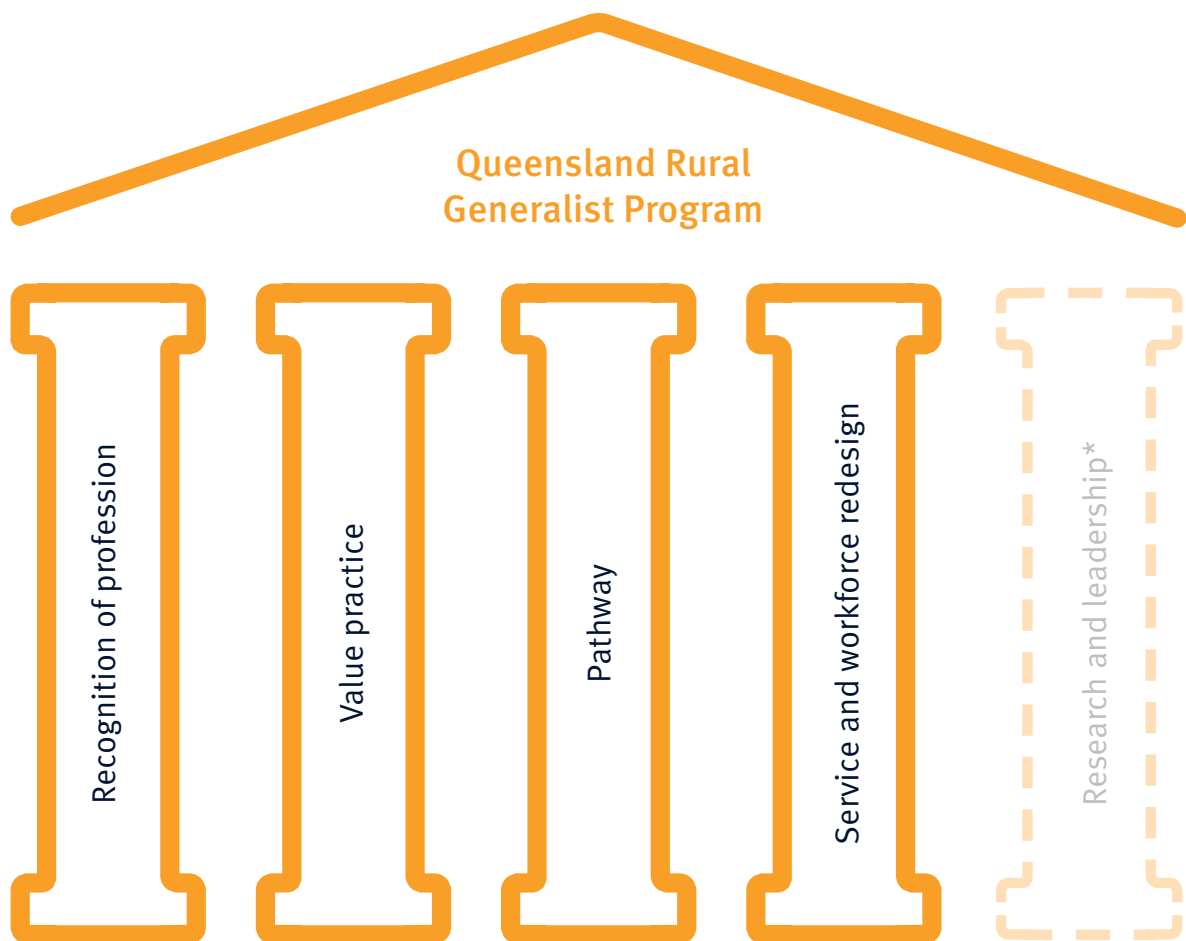 Queensland Rural
Generalist Program
Recognition of profession
Value practice
Pathway
Service and workforce redesign
Research and leadership*